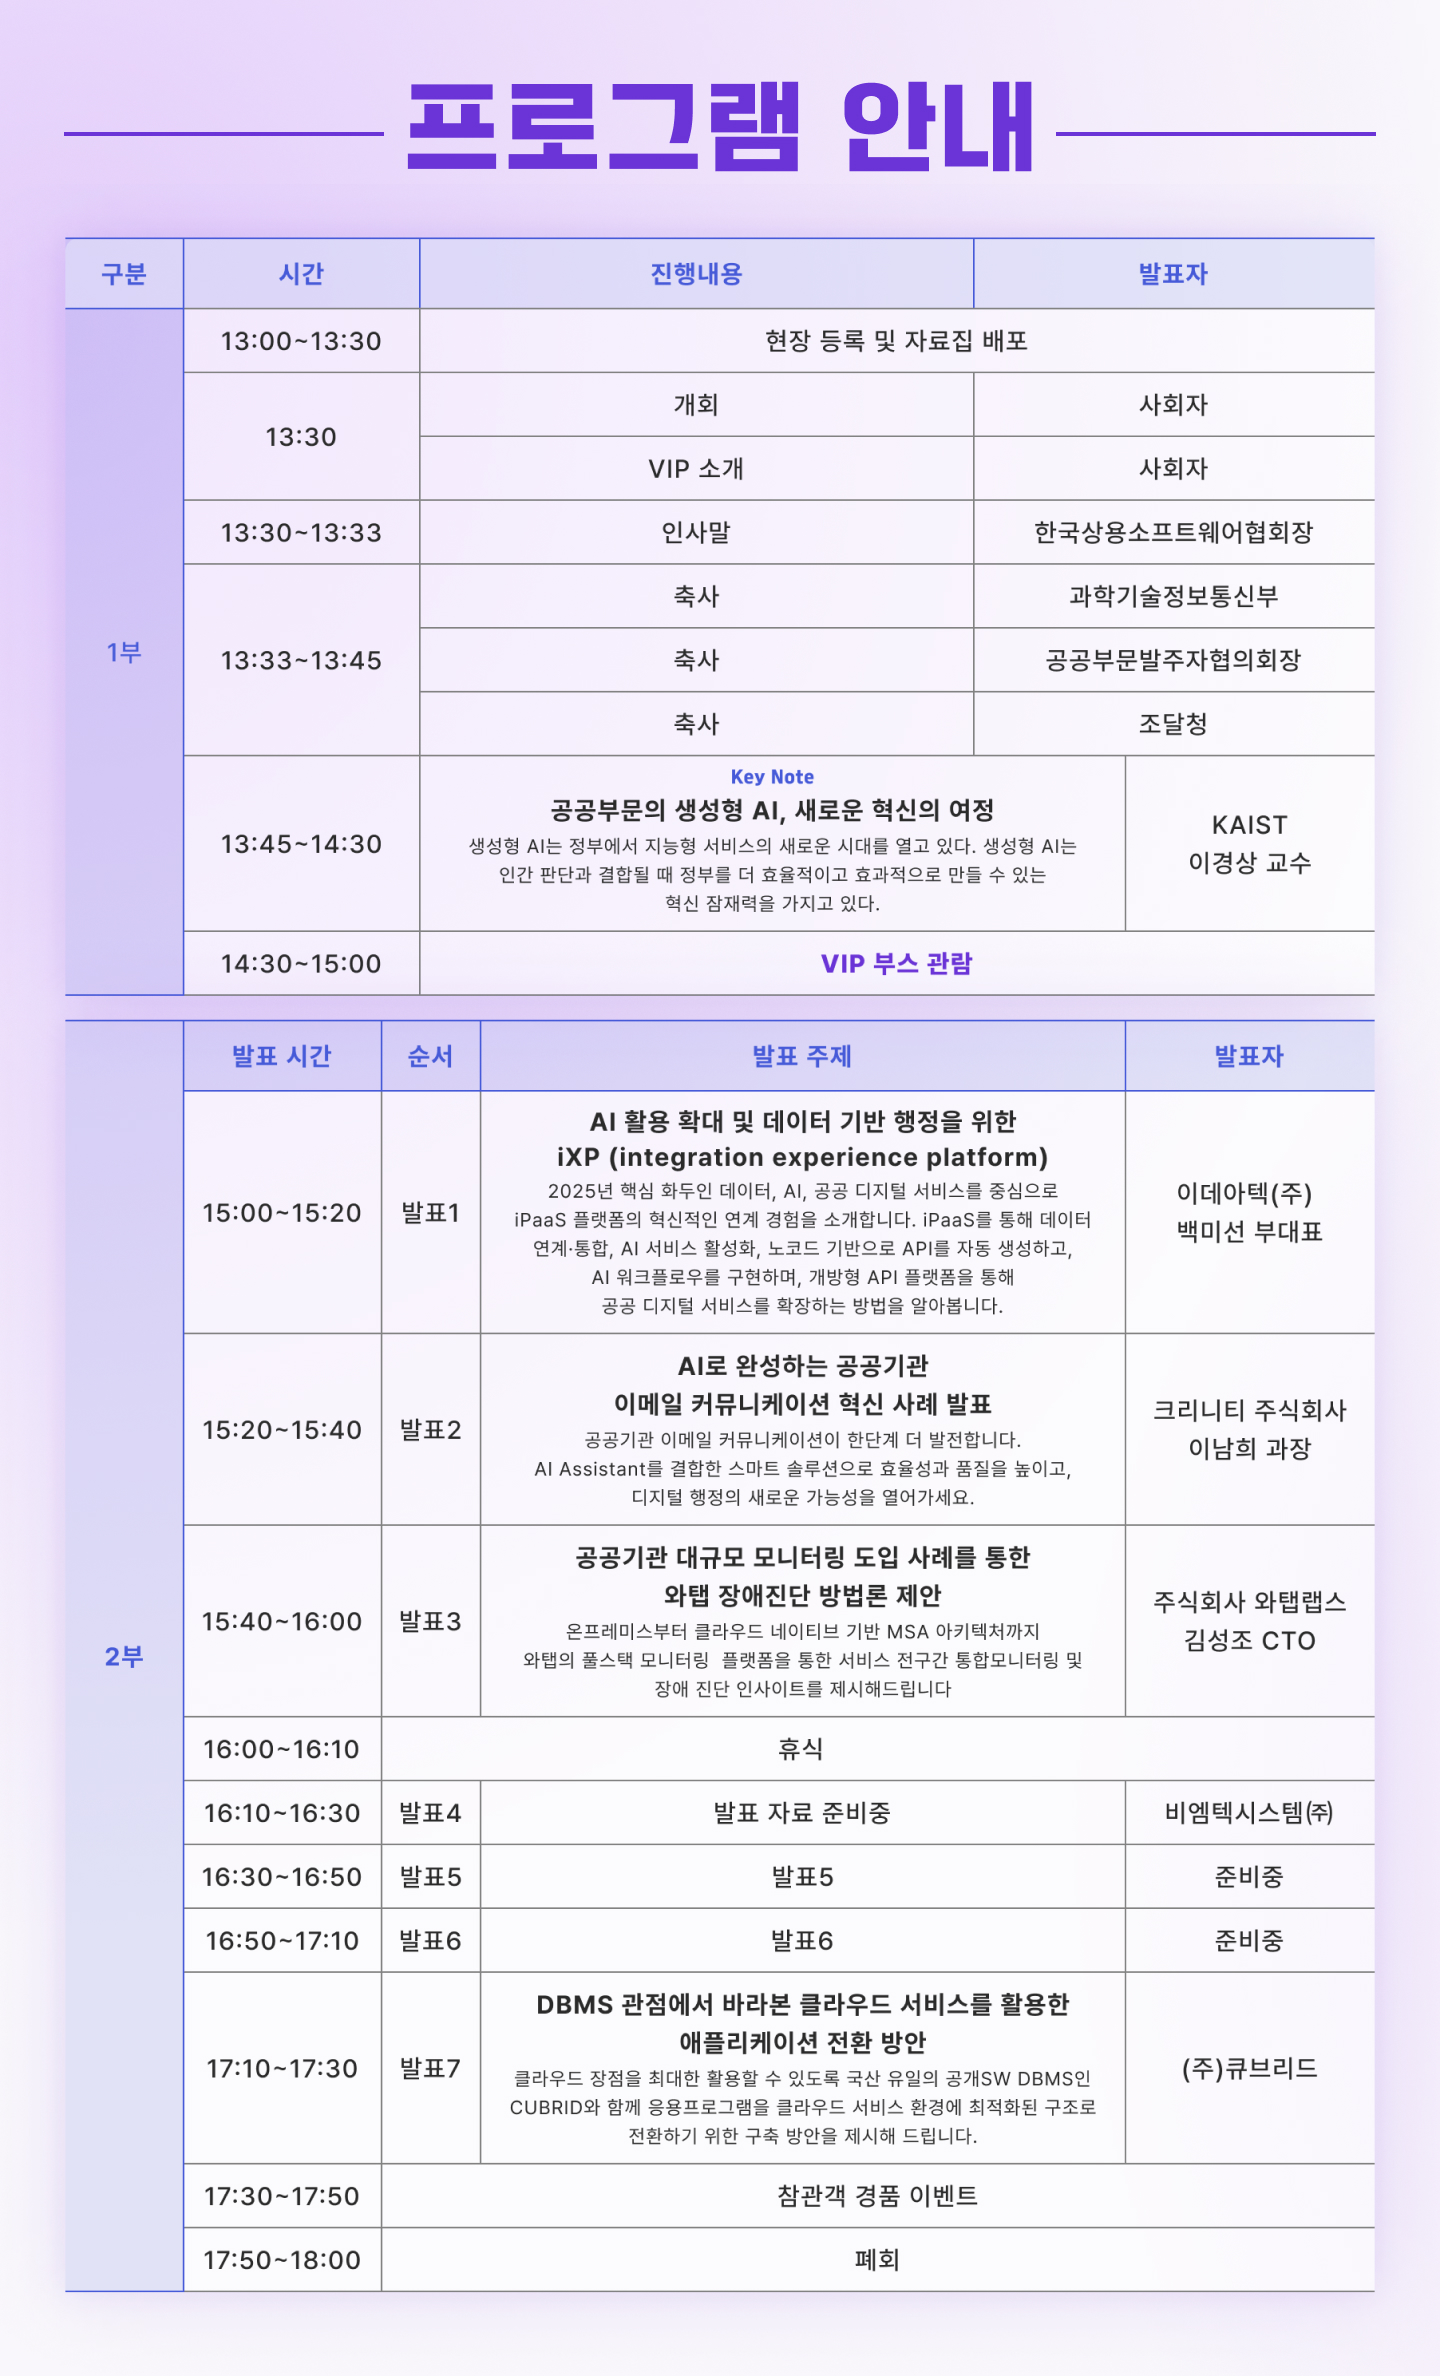 프로그램 안내
구분 시간 진행내용 발표자
1부
13:00~13:30 현장 등록 및 자료집 배포
13:30
개회 사회자
VIP 소개 사회자
13:30~13:33 인사말 한국상용소프트웨어협회장
13:33~13:45
축사 과학기술정보통신부
축사 공공부문발주자협의회장
축사 조달청
13:45~14:30
Key Note
공공부문의 생성형 AI, 새로운 혁신의 여정
생성형 AI는 정부에서 지능형 서비스의 새로운 시대를 열고 있다. 생성형 AI는
인간 판단과 결합될 때 정부를 더 효율적이고 효과적으로 만들 수 있는
혁신 잠재력을 가지고 있다.
KAIST
이경상 교수
14:30~15:00 VIP 부스 관람
2부
발표 시간 순서 발표 주제 발표자
15:00~15:20 발표1
AI 활용 확대 및 데이터 기반 행정을 위한
iXP (integration experience platform)
2025년 핵심 화두인 데이터, AI, 공공 디지털 서비스를 중심으로
iPaaS 플랫폼의 혁신적인 연계 경험을 소개합니다. iPaaS를 통해 데이터
연계·통합, AI 서비스 활성화, 노코드 기반으로 API를 자동 생성하고,
AI 워크플로우를 구현하며, 개방형 API 플랫폼을 통해
공공 디지털 서비스를 확장하는 방법을 알아봅니다.
이데아텍(주)
백미선 부대표
15:20~15:40 발표2
AI로 완성하는 공공기관
이메일 커뮤니케이션 혁신 사례 발표
공공기관 이메일 커뮤니케이션이 한단계 더 발전합니다.
AI Assistant를 결합한 스마트 솔루션으로 효율성과 품질을 높이고,
디지털 행정의 새로운 가능성을 열어가세요.
크리니티 주식회사
이남희 과장
15:40~16:00 발표3
공공기관 대규모 모니터링 도입 사례를 통한
와탭 장애진단 방법론 제안
온프레미스부터 클라우드 네이티브 기반 MSA 아키텍처까지
와탭의 풀스택 모니터링 플랫폼을 통한 서비스 전구간 통합모니터링 및
장애 진단 인사이트를 제시해드립니다
주식회사 와탭랩스
김성조 CTO
16:00~16:10 휴식
16:10~16:30 발표4 발표 자료 준비중 비엠텍시스템㈜
16:30~16:50 발표5 발표5 준비중
16:50~17:10 발표6 발표6 준비중
17:10~17:30 발표7
DBMS 관점에서 바라본 클라우드 서비스를 활용한
애플리케이션 전환 방안
클라우드 장점을 최대한 활용할 수 있도록 국산 유일의 공개SW DBMS인
CUBRID와 함께 응용프로그램을 클라우드 서비스 환경에 최적화된 구조로
전환하기 위한 구축 방안을 제시해 드립니다.
(주)큐브리드
17:30~17:50 참관객 경품 이벤트
17:50~18:00 폐회